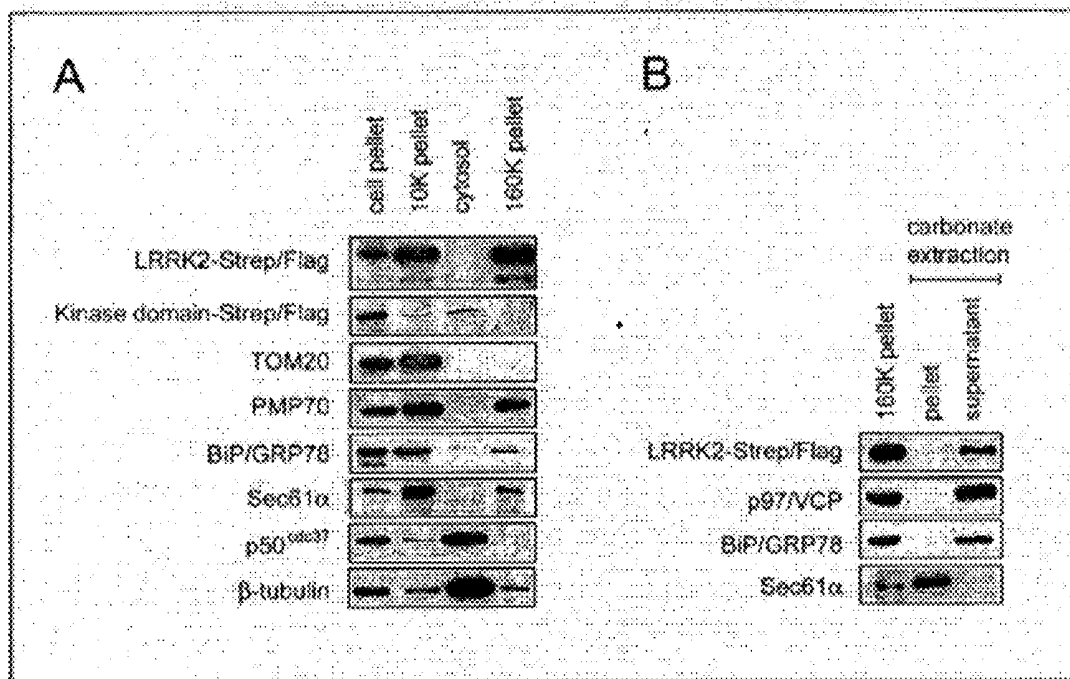 A
cell pellet
10K pellet
cytosol
160K pellet
LRRK2-Strep/Flag
Kinase domain-Strep/Flag
TOM20
PMP70
BiP/GRP78
Sec61α
p50cdc37
β-tubulin
B
carbonate
extraction
160K pellet
pellet
supernatant
LRRK2-Strep/Flag
p97/VCP
BiP/GRP78
Sec61α